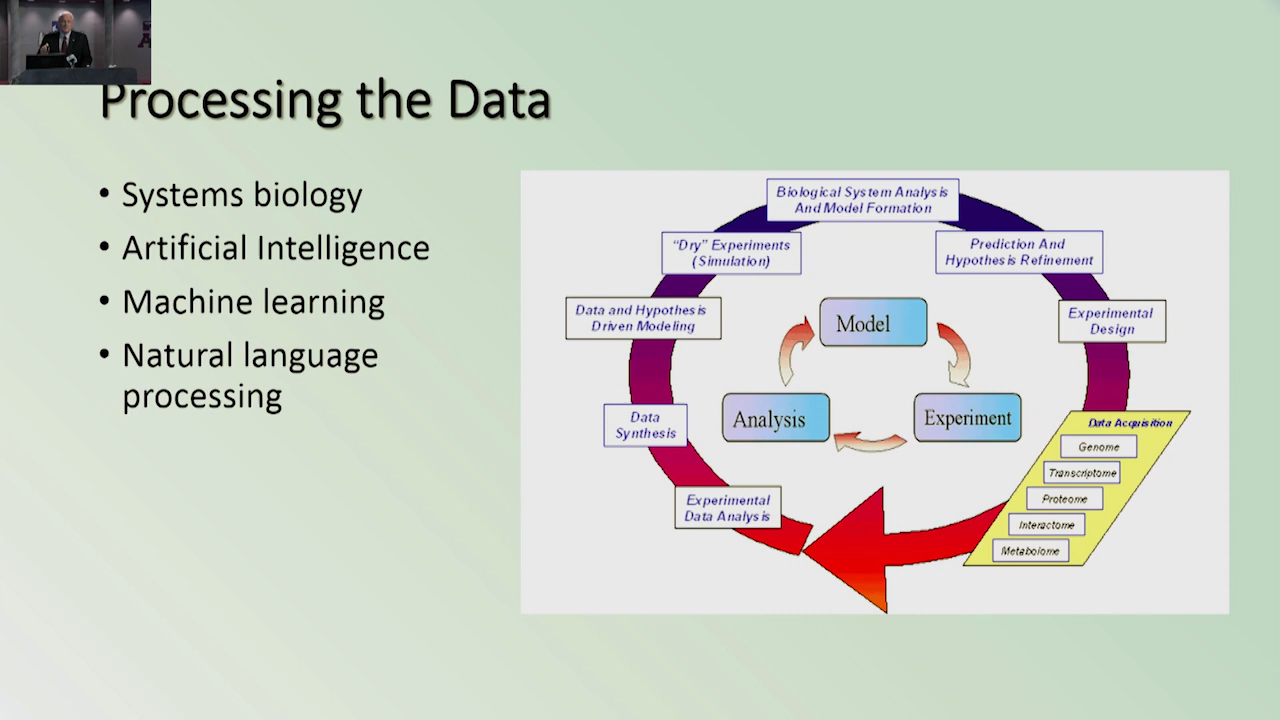 Processing the Data
• Systems biology
• Artificial Intelligence
• Machine learning
• Natural language
processing
Biological System Analysis
And Model Formation
"Dry" Experiments
(Simulation)
Prediction And
Hypothesis Refinement
Data and Hypothesis
Driven Modeling
Experimental
Design
Model
Analysis
Experiment
Data
Synthesis
Data Acquisition
Genome
Transcriptome
Proteome
Interactome
Metabolome
Experimental
Data Analysis